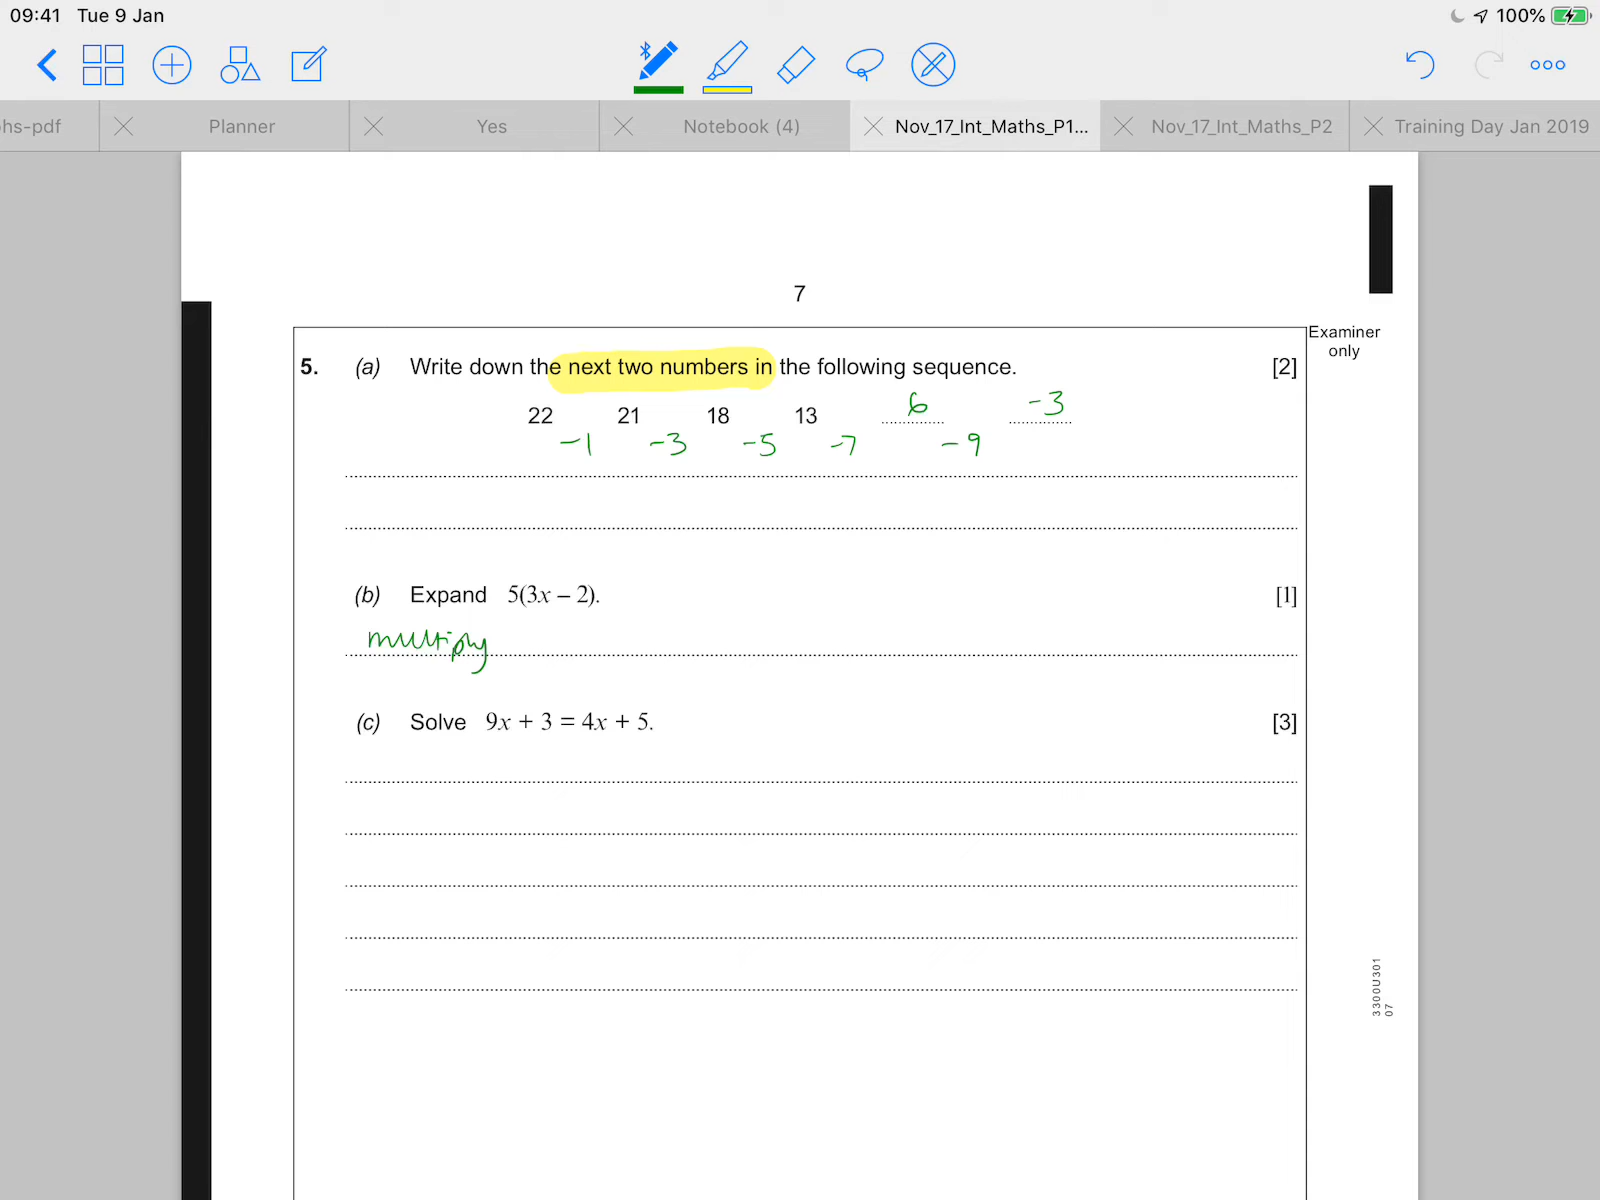 09:41 Tue 9 Jan 100%
hs-pdf Planner Yes Notebook (4) Nov_17_Int_Maths_P1... Nov_17_Int_Maths_P2 Training Day Jan 2019
7
Examiner
only
5. (a) Write down the next two numbers in the following sequence. [2]
22 21 18 13 6 -3
-1 -3 -5 -7 -9
(b) Expand 5(3x – 2). [1]
multiply
(c) Solve 9x + 3 = 4x + 5. [3]
3300U301
07